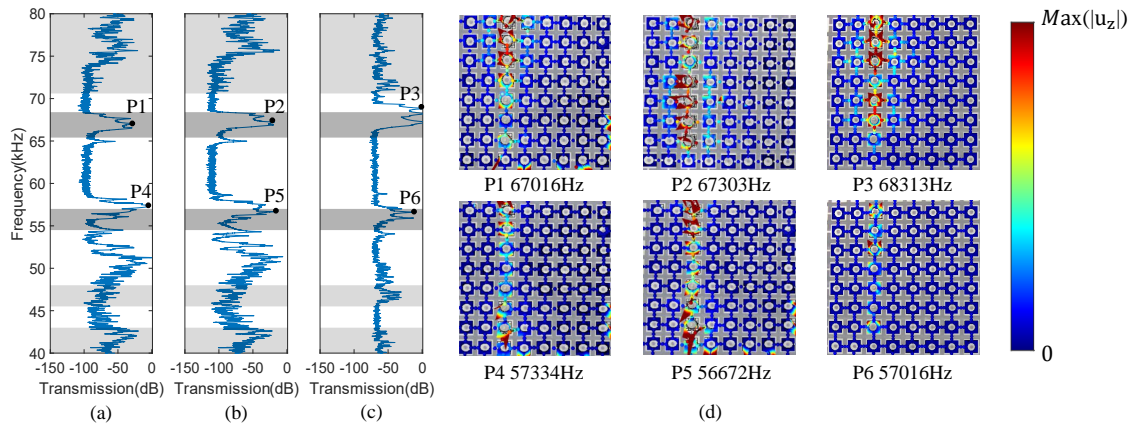 80
75
70
65
60
55
50
45
40
Frequency(kHz)
P1
P4
-150 -100 -50 0
Transmission(dB)
(a)
P2
P5
-150 -100 -50 0
Transmission(dB)
(b)
P3
P6
-150 -100 -50 0
Transmission(dB)
(c)
P1 67016Hz
P2 67303Hz
P3 68313Hz
P4 57334Hz
P5 56672Hz
P6 57016Hz
(d)
Max(|u_z|)
0